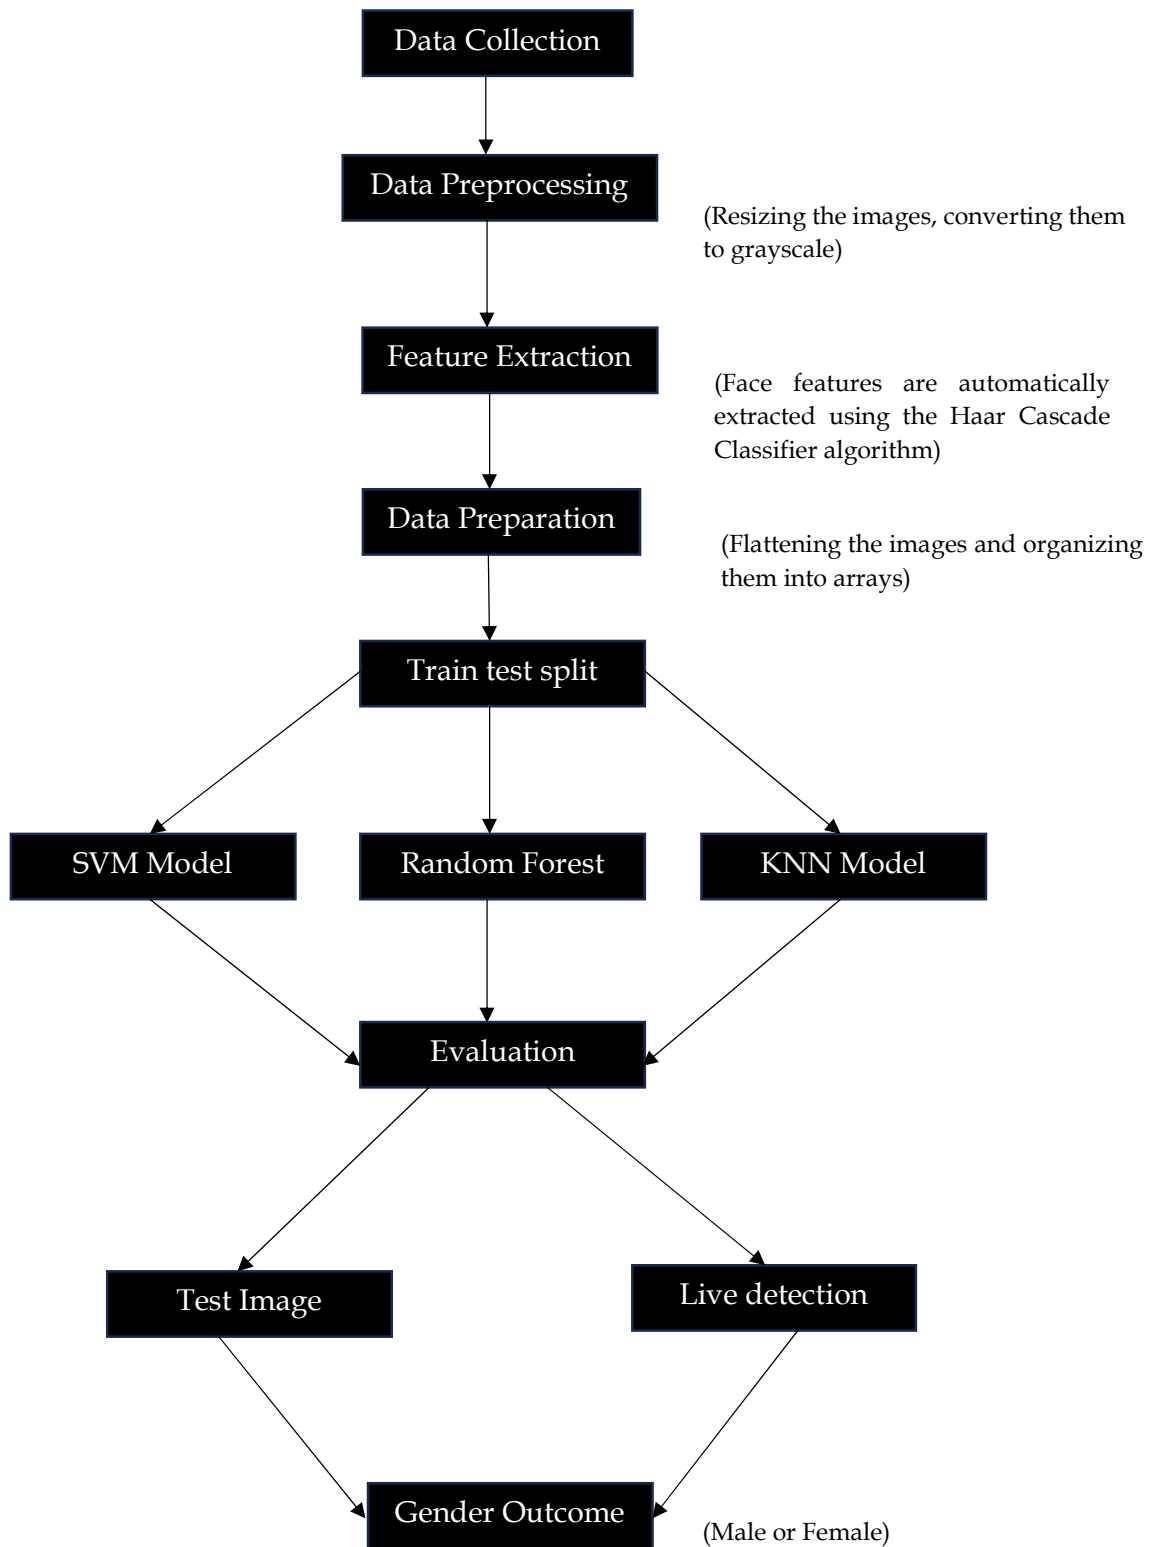 Data Collection
Data Preprocessing
(Resizing the images, converting them
to grayscale)
Feature Extraction
(Face features are automatically
extracted using the Haar Cascade
Classifier algorithm)
Data Preparation
(Flattening the images and organizing
them into arrays)
Train test split
SVM Model
Random Forest
KNN Model
Evaluation
Test Image
Live detection
Gender Outcome
(Male or Female)